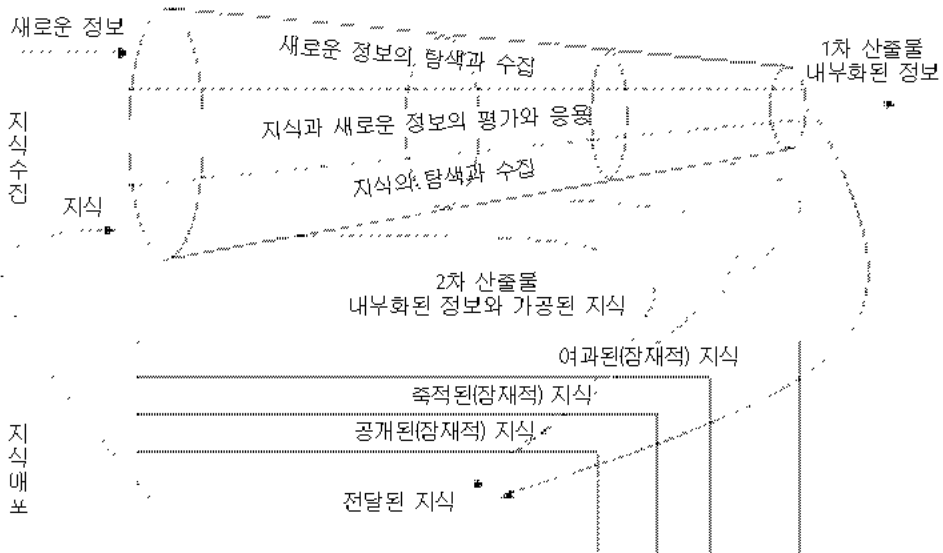 새로운 정보
새로운 정보의 탐색과 수집
1차 산출물
내부화된 정보
지식과 새로운 정보의 평가와 응용
지식수집
지식의 탐색과 수집
지식
2차 산출물
내부화된 정보와 가공된 지식
여과된(잠재적) 지식
축적된(잠재적) 지식
공개된(잠재적) 지식
지식배포
전달된 지식